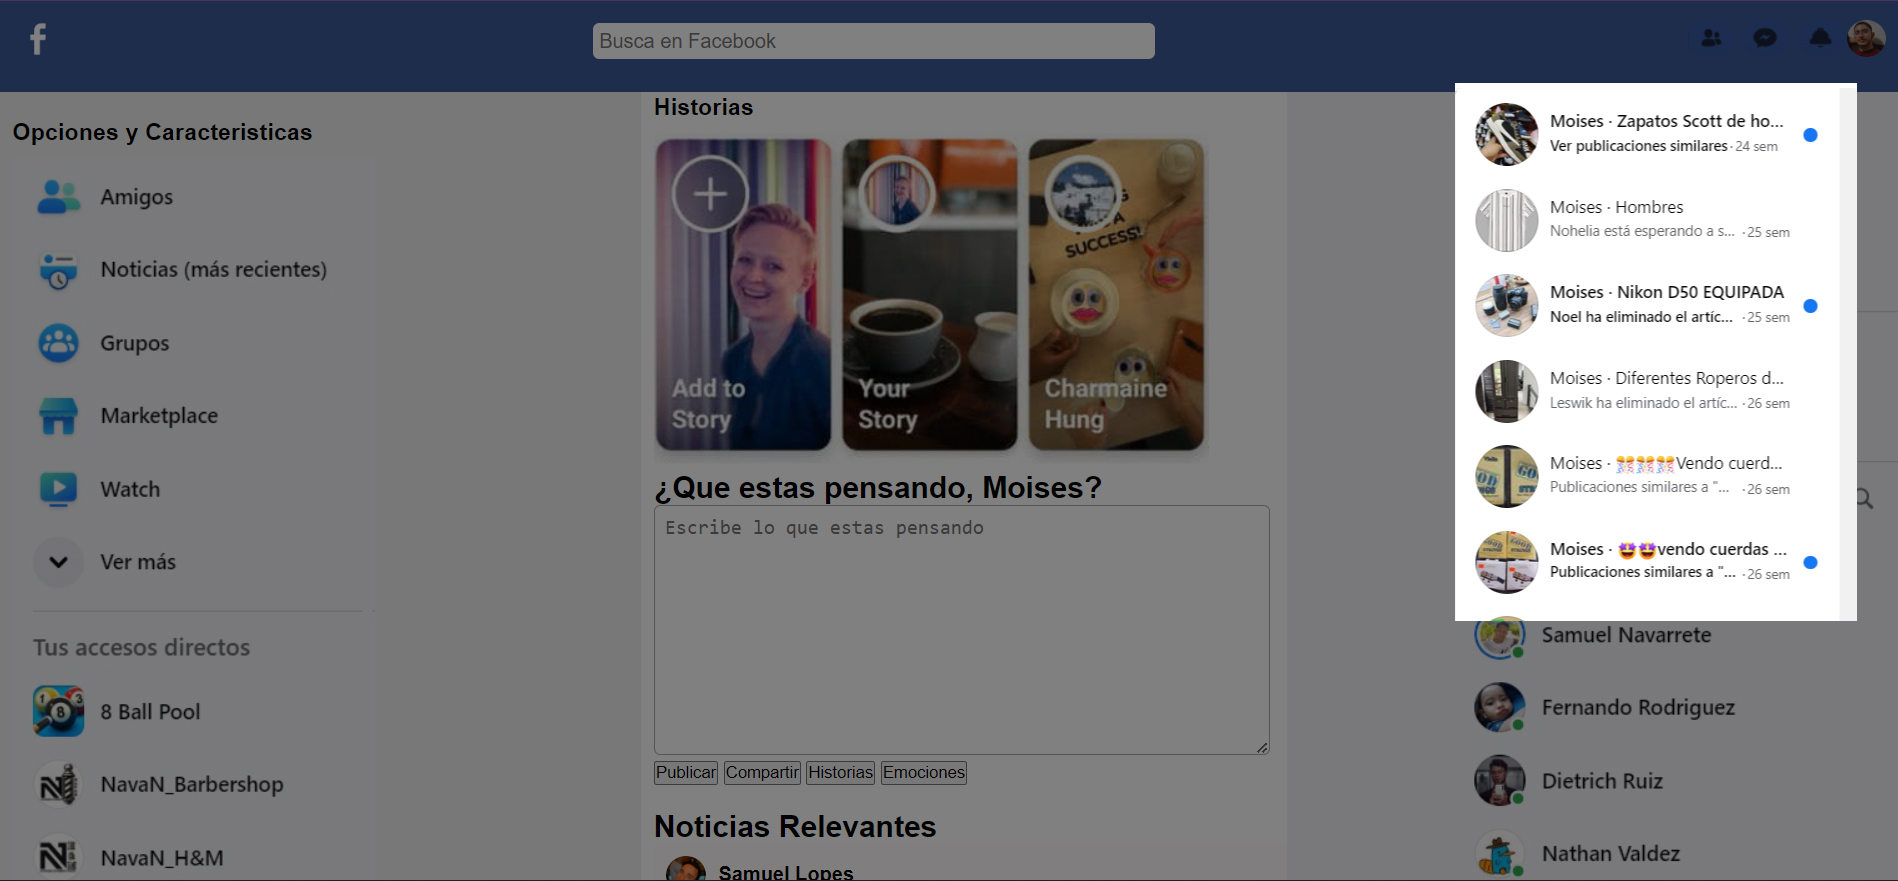 Busca en Facebook
Opciones y Caracteristicas
Amigos
Noticias (más recientes)
Grupos
Marketplace
Watch
Ver más
Tus accesos directos
8 Ball Pool
NavaN_Barbershop
NavaN_H&M
Historias
Add to
Story
Your
Story
SUCCESS!
Charmaine
Hung
¿Que estas pensando, Moises?
Escribe lo que estas pensando
Publicar Compartir Historias Emociones
Noticias Relevantes
Samuel Lopes
Moises · Zapatos Scott de ho...
Ver publicaciones similares · 24 sem
Moises · Hombres
Nohelia está esperando a s... · 25 sem
Moises · Nikon D50 EQUIPADA
Noel ha eliminado el artíc... · 25 sem
Moises · Diferentes Roperos d...
Leswik ha eliminado el artíc... · 26 sem
Moises · 🎊🎊🎊Vendo cuerd...
Publicaciones similares a "... · 26 sem
Moises · 🤩🤩vendo cuerdas ...
Publicaciones similares a "... · 26 sem
Samuel Navarrete
Fernando Rodriguez
Dietrich Ruiz
Nathan Valdez